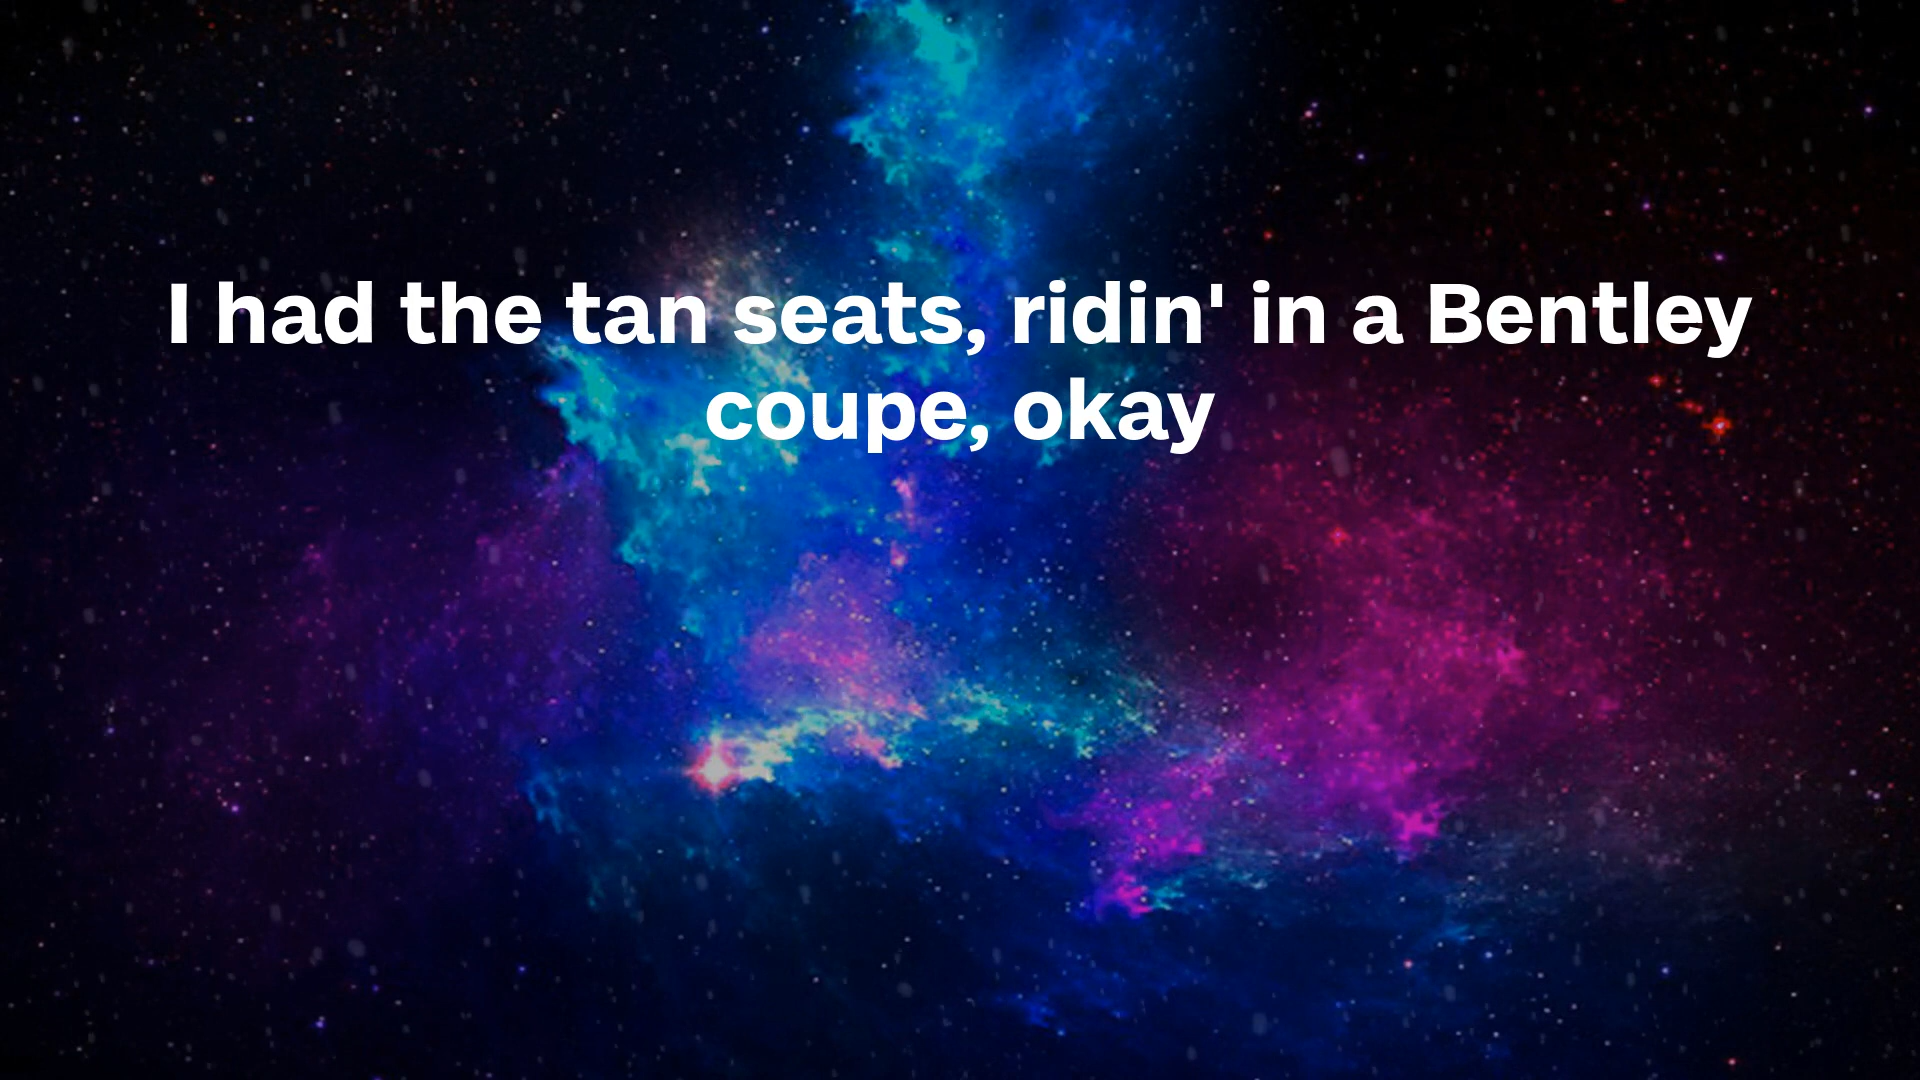 I had the tan seats, ridin' in a Bentley
coupe, okay